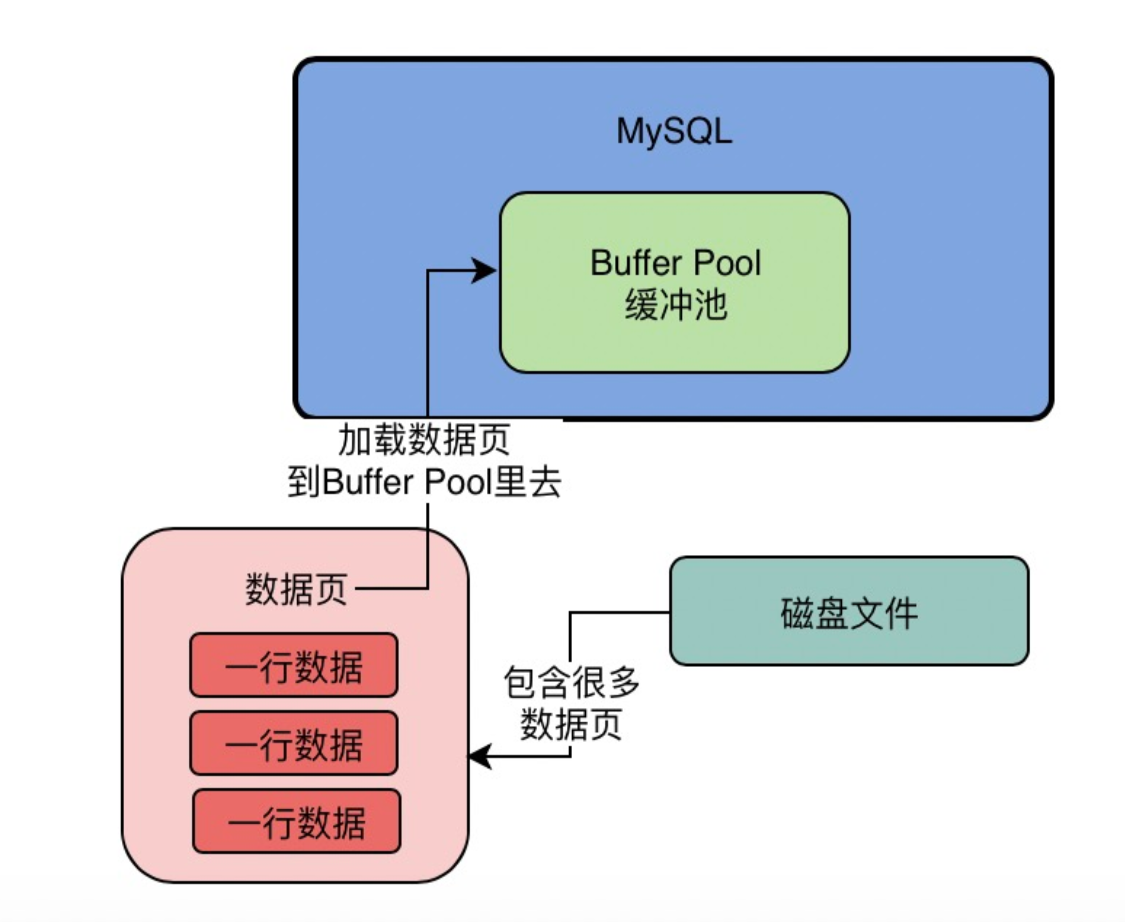 MySQL
Buffer Pool
缓冲池
加载数据页
到Buffer Pool里去
数据页
一行数据
一行数据
一行数据
包含很多
数据页
磁盘文件